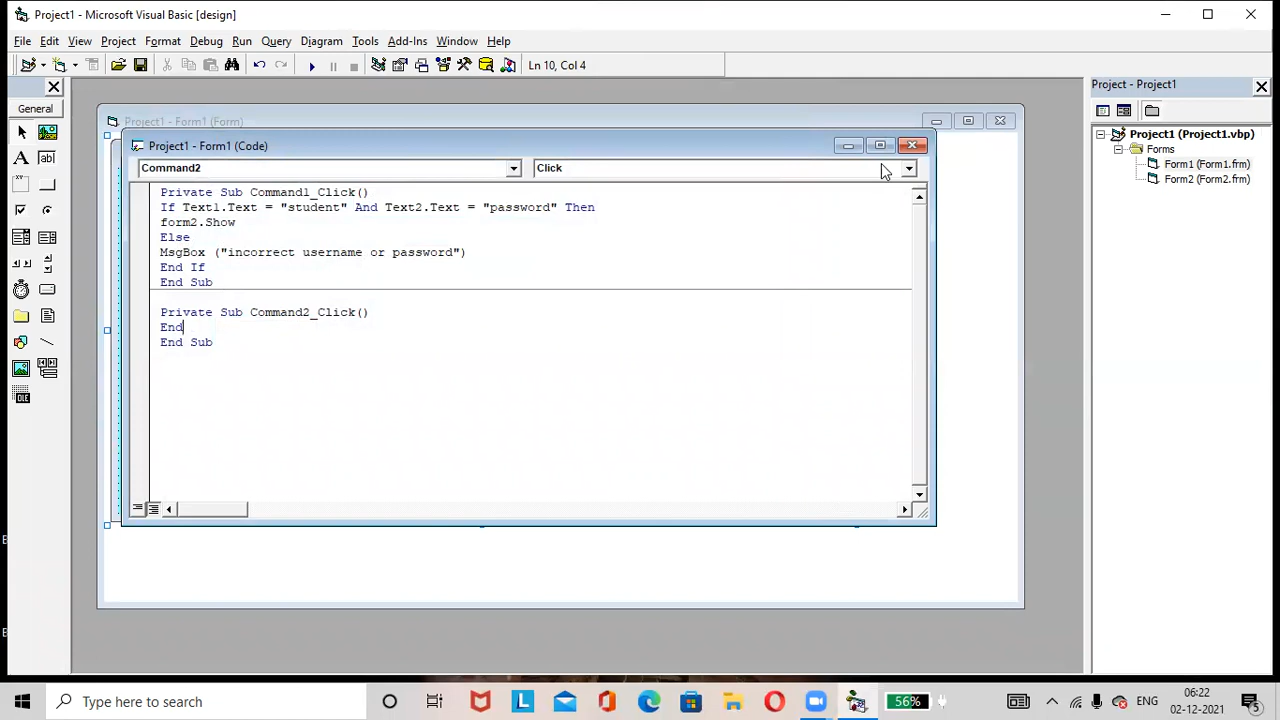 Project1 - Microsoft Visual Basic [design]
File Edit View Project Format Debug Run Query Diagram Tools Add-Ins Window Help
Ln 10, Col 4
General
Project1 - Form1 (Form)
Project1 - Form1 (Code)
Command2
Click
Private Sub Command1_Click()
If Text1.Text = "student" And Text2.Text = "password" Then
form2.Show
Else
MsgBox ("incorrect username or password")
End If
End Sub
Private Sub Command2_Click()
End
End Sub
Project - Project1
Project1 (Project1.vbp)
Forms
Form1 (Form1.frm)
Form2 (Form2.frm)
A
ab
OLE
Type here to search
L
56%
ENG
06:22
02-12-2021
5